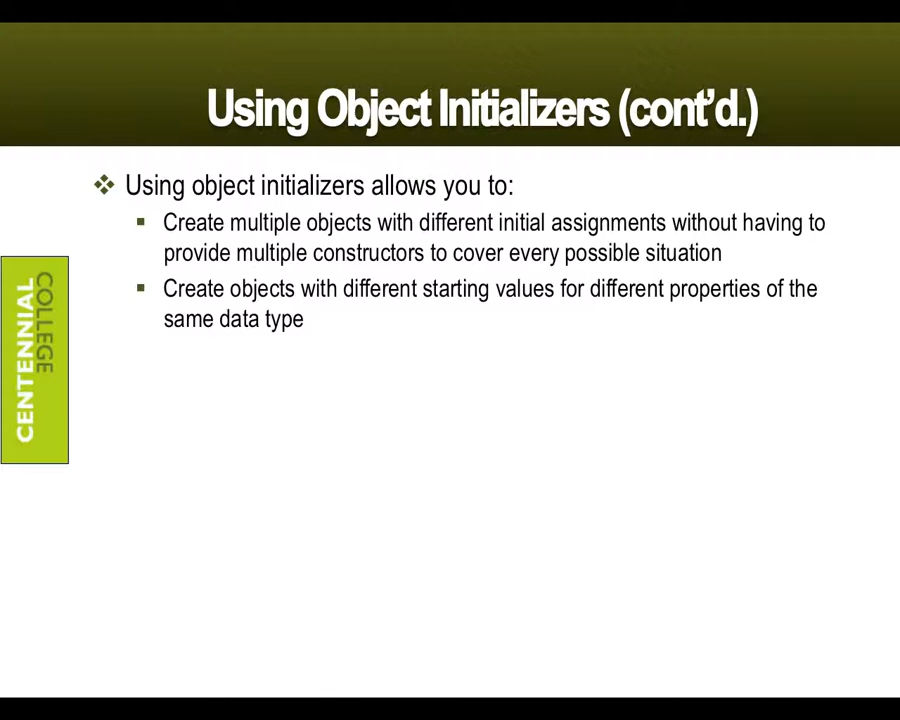 Using Object Initializers (cont'd.)
Using object initializers allows you to:
Create multiple objects with different initial assignments without having to
provide multiple constructors to cover every possible situation
Create objects with different starting values for different properties of the
same data type
CENTENNIAL
COLLEGE